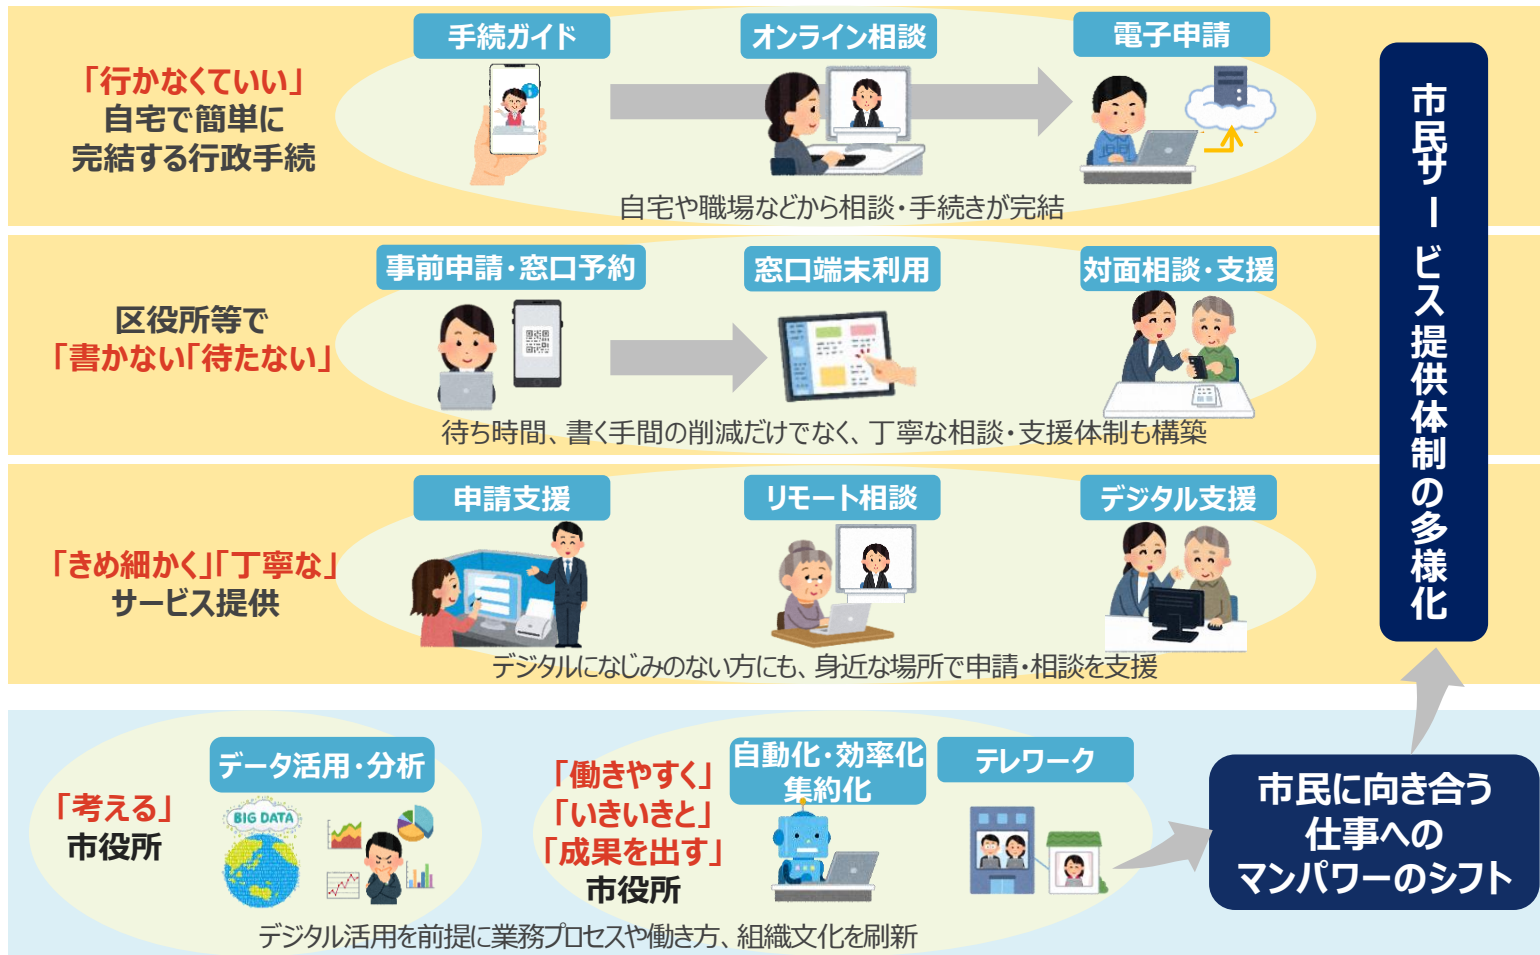 手続ガイド
オンライン相談
電子申請
「行かなくていい」
自宅で簡単に
完結する行政手続
自宅や職場などから相談・手続きが完結
事前申請・窓口予約
窓口端末利用
対面相談・支援
区役所等で
「書かない「待たない」
待ち時間、書く手間の削減だけでなく、丁寧な相談・支援体制も構築
申請支援
リモート相談
デジタル支援
「きめ細かく」「丁寧な」
サービス提供
デジタルになじみのない方にも、身近な場所で申請・相談を支援
市民サービス提供体制の多様化
「考える」
市役所
データ活用・分析
BIG DATA
「働きやすく」
「いきいきと」
「成果を出す」
市役所
自動化・効率化
集約化
テレワーク
デジタル活用を前提に業務プロセスや働き方、組織文化を刷新
市民に向き合う
仕事への
マンパワーのシフト